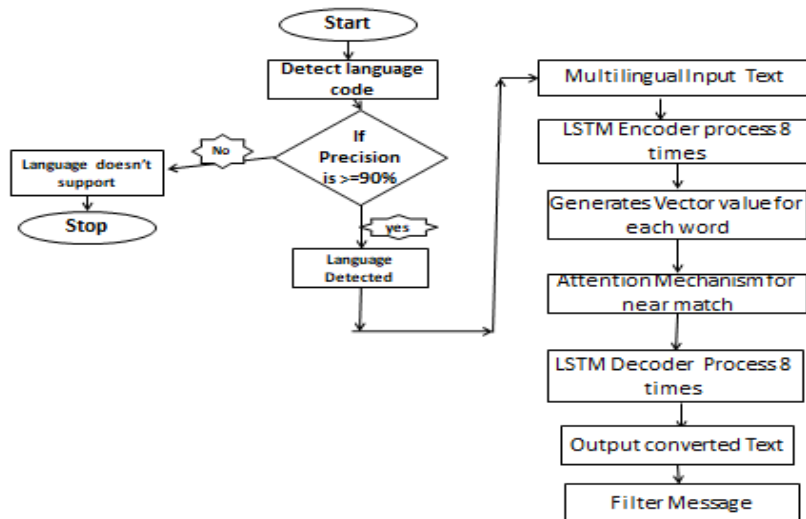 Start
Detect language
code
If
Precision
is >=90%
No
Language doesn't
support
Stop
yes
Language
Detected
Multilingual Input Text
LSTM Encoder process 8
times
Generates Vector value for
each word
Attention Mechanism for
near match
LSTM Decoder Process 8
times
Output converted Text
Filter Message